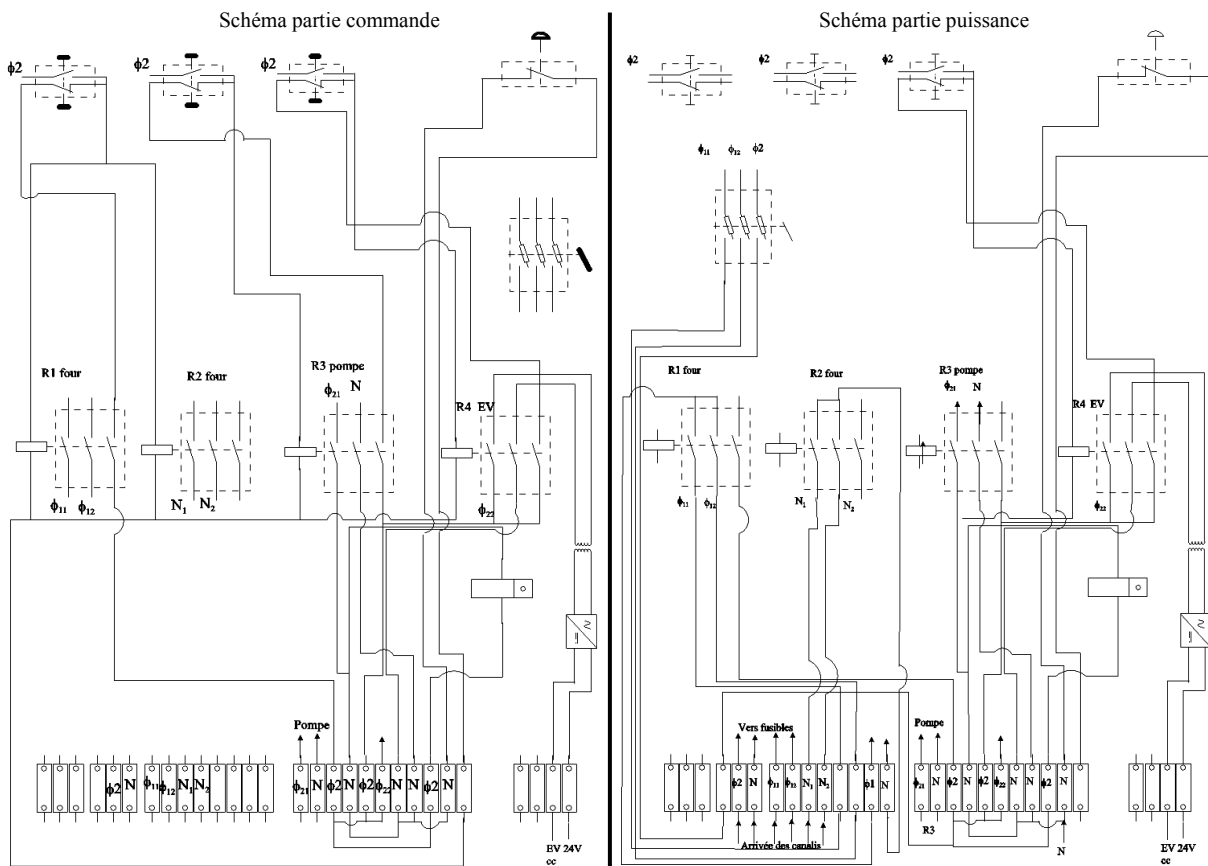 Schéma partie commande
ϕ2
ϕ2
ϕ2
R1 four
R2 four
R3 pompe
ϕ21 N
R4 EV
ϕ11 ϕ12
N1 N2
ϕ22
Pompe
ϕ2 N
ϕ11 ϕ12 N1 N2
ϕ21 N ϕ2 N ϕ2 ϕ22 N N ϕ2 N
EV 24V
cc
Schéma partie puissance
ϕ2
ϕ2
ϕ2
ϕ11 ϕ12 ϕ2
R1 four
R2 four
R3 pompe
ϕ21 N
R4 EV
ϕ11 ϕ12
N1 N2
ϕ22
Vers fusibles
Pompe
ϕ2 N
ϕ11 ϕ12 N1 N2
ϕ1 N
ϕ21 N ϕ2 N ϕ2 ϕ22 N N ϕ2 N
Arrivée des canalis
R3
N
EV 24V
cc